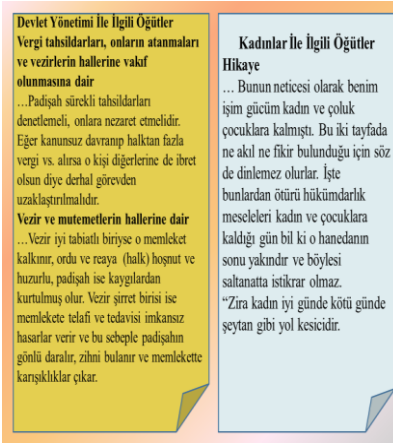 Devlet Yönetimi İle İlgili Öğütler
Vergi tahsildarları, onların atanmaları
ve vezirlerin hallerine vakıf
olunmasına dair
…Padişah sürekli tahsildarları
denetlemeli, onlara nezaret etmelidir.
Eğer kanunsuz davranıp halktan fazla
vergi vs. alırsa o kişi diğerlerine de ibret
olsun diye derhal görevden
uzaklaştırılmalıdır.
Vezir ve mutemetlerin hallerine dair
…Vezir iyi tabiatlı biriyse o memleket
kalkınır, ordu ve reaya (halk) hoşnut ve
huzurlu, padişah ise kaygılardan
kurtulmuş olur. Vezir şirret birisi ise
memlekete telafi ve tedavisi imkansız
hasarlar verir ve bu sebeple padişahın
gönlü daralır, zihni bulanır ve memlekette
karışıklıklar çıkar.
Kadınlar İle İlgili Öğütler
Hikaye
… Bunun neticesi olarak benim
işim gücüm kadın ve çoluk
çocuklara kalmıştı. Bu iki tayfada
ne akıl ne fikir bulunduğu için söz
de dinlemez olurlar. İşte
bunlardan ötürü hükümdarlık
meseleleri kadın ve çocuklara
kaldığı gün bil ki o hanedanın
sonu yakındır ve böylesi
saltanatta istikrar olmaz.
“Zira kadın iyi günde kötü günde
şeytan gibi yol kesicidir.